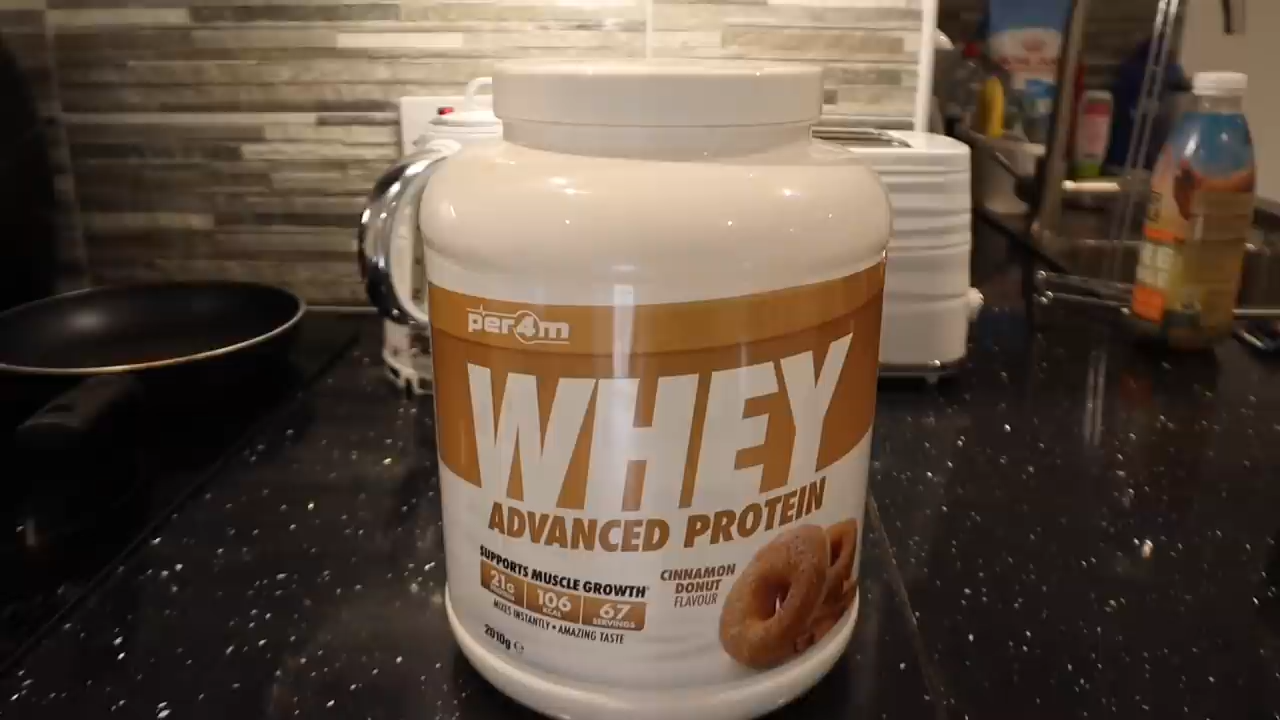 per4m
WHEY
ADVANCED PROTEIN
SUPPORTS MUSCLE GROWTH*
21G 106 67
PROTEIN KCAL SERVINGS
MIXES INSTANTLY • AMAZING TASTE
2010g ℮
CINNAMON
DONUT
FLAVOUR